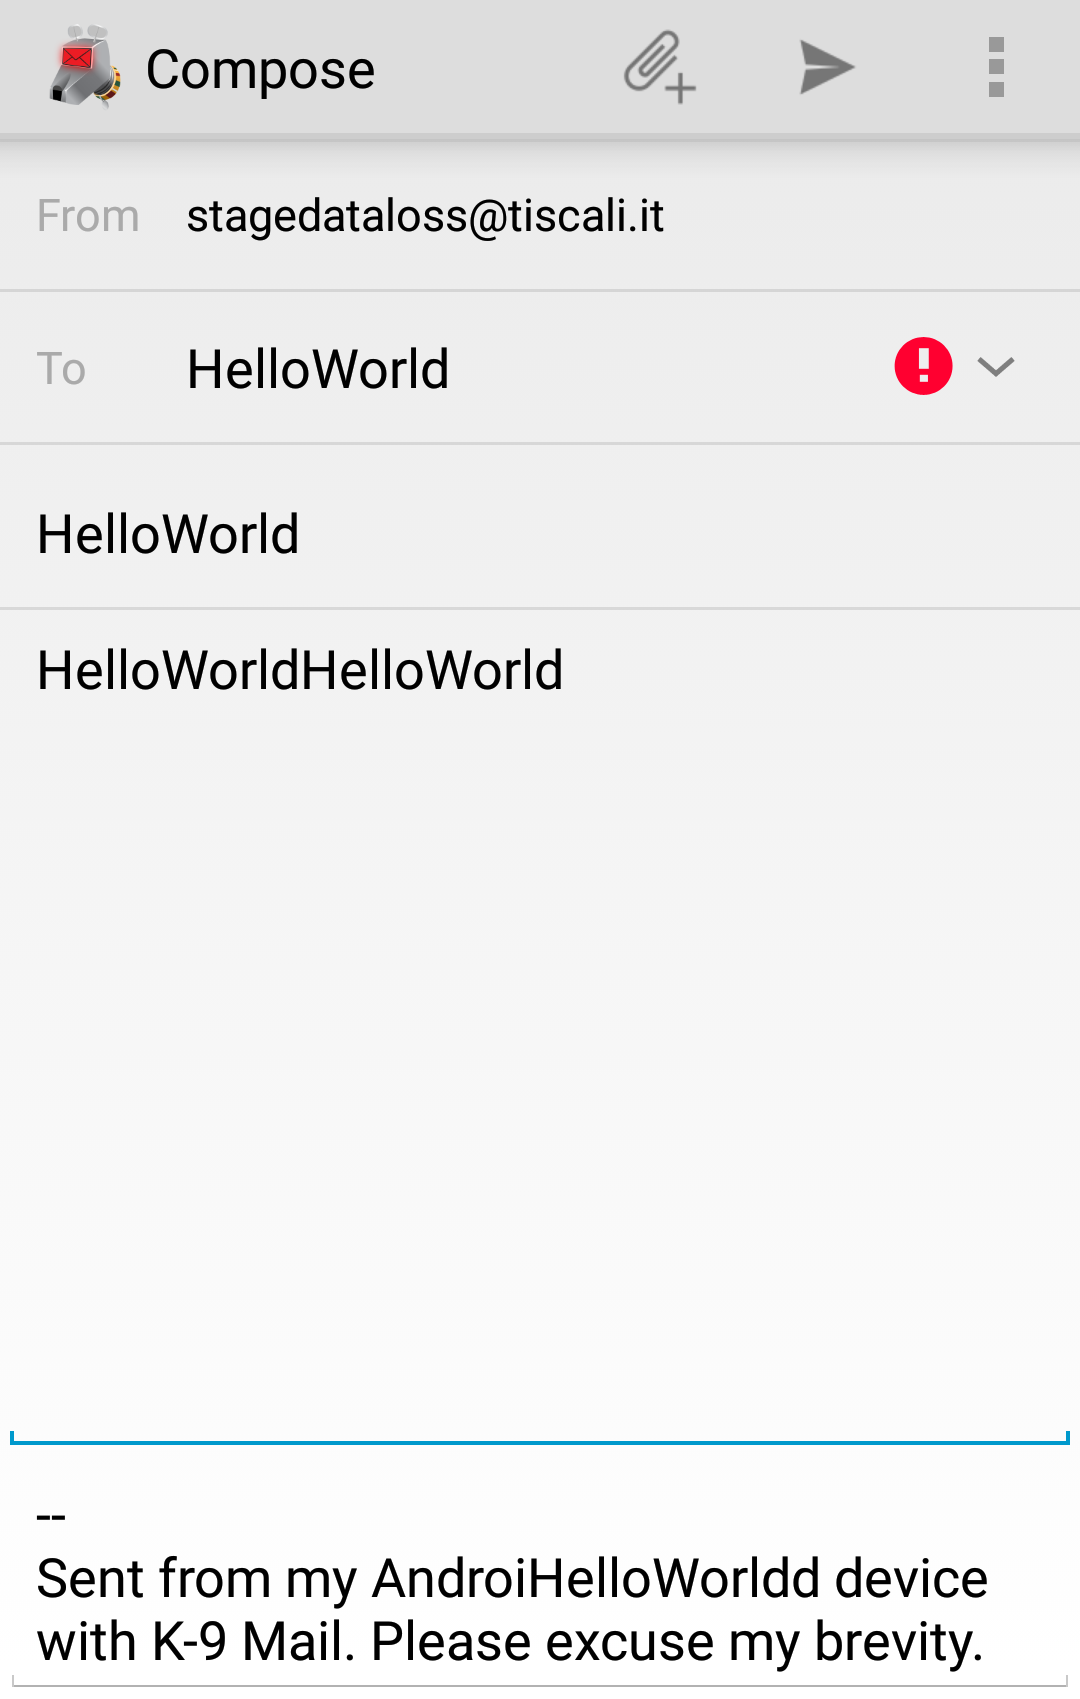 Compose
From stagedataloss@tiscali.it
To HelloWorld
HelloWorld
HelloWorldHelloWorld
--
Sent from my AndroiHelloWorldd device
with K-9 Mail. Please excuse my brevity.